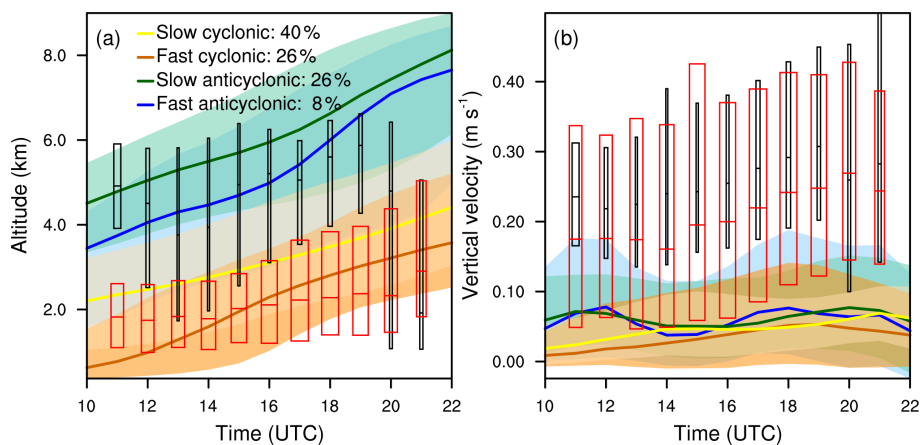 (a)
Slow cyclonic: 40 %
Fast cyclonic: 26 %
Slow anticyclonic: 26 %
Fast anticyclonic: 8 %
8.0
6.0
4.0
2.0
Altitude (km)
10 12 14 16 18 20 22
Time (UTC)
(b)
0.40
0.30
0.20
0.10
0.00
Vertical velocity (m s⁻¹)
10 12 14 16 18 20 22
Time (UTC)